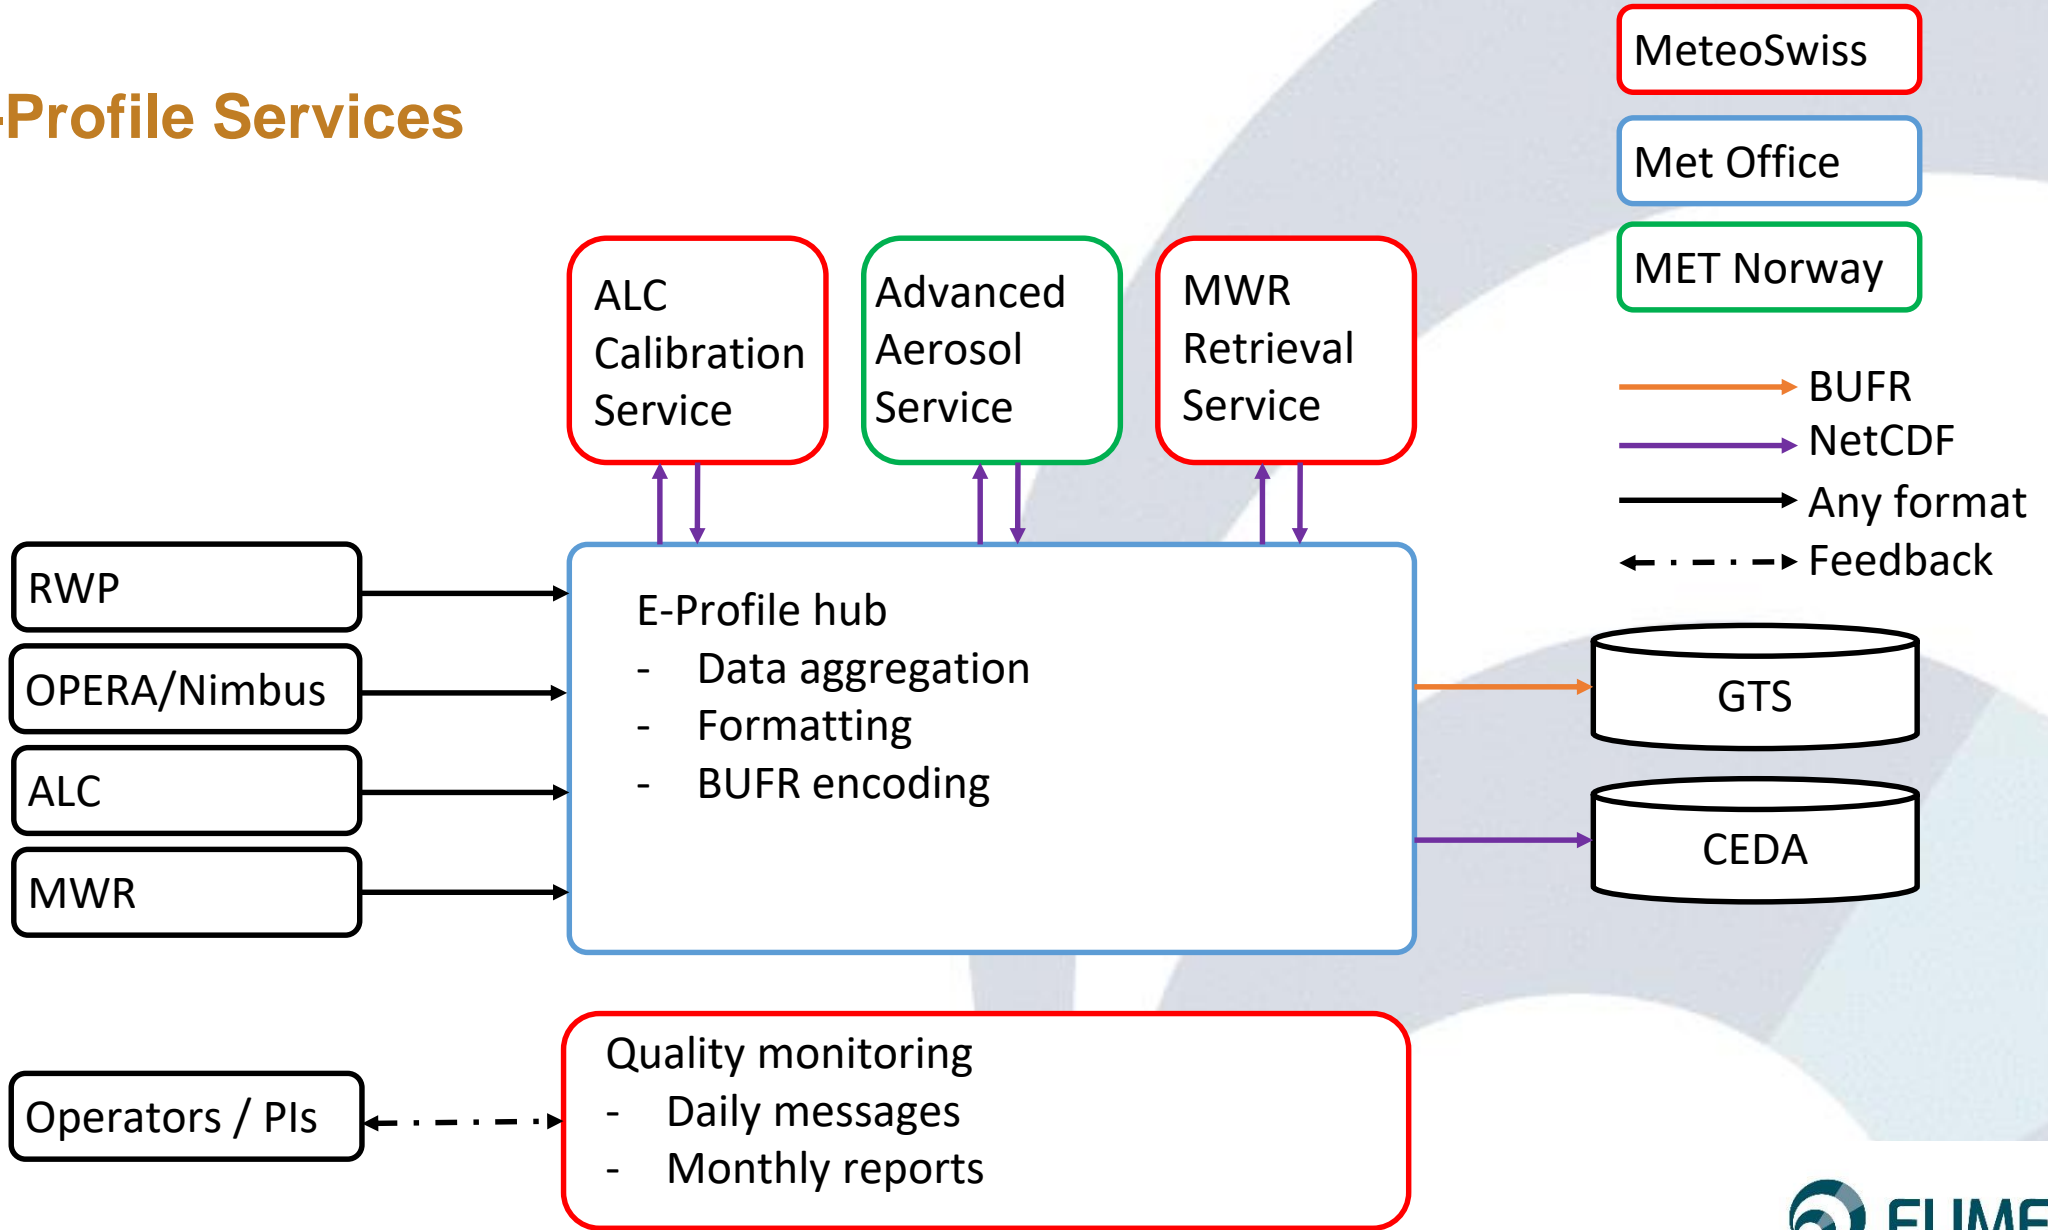 -Profile Services
MeteoSwiss
Met Office
MET Norway
BUFR
NetCDF
Any format
Feedback
ALC
Calibration
Service
Advanced
Aerosol
Service
MWR
Retrieval
Service
RWP
OPERA/Nimbus
ALC
MWR
E-Profile hub
- Data aggregation
- Formatting
- BUFR encoding
GTS
CEDA
Operators / PIs
Quality monitoring
- Daily messages
- Monthly reports